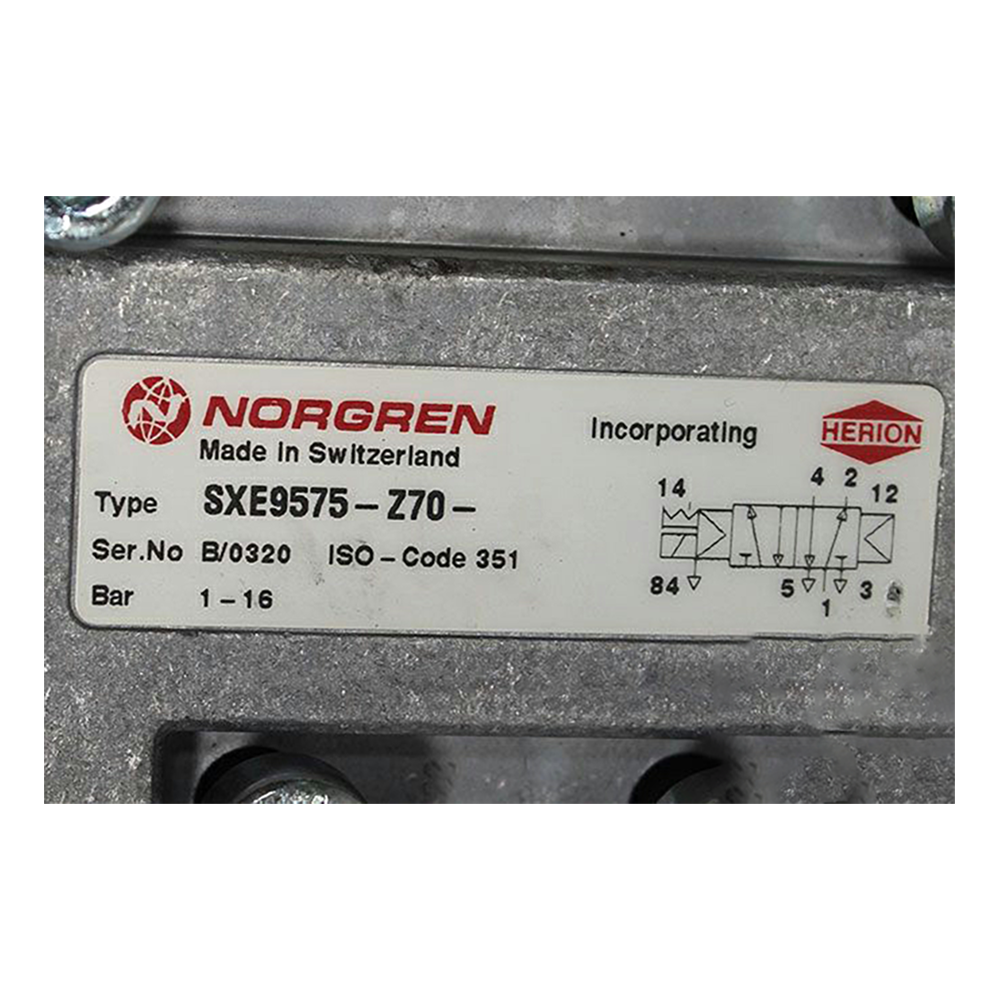 NORGREN
Made in Switzerland
Incorporating
HERION
Type SXE9575-Z70-
Ser.No B/0320 ISO-Code 351
Bar 1-16
14 4 2 12
84 5 1 3